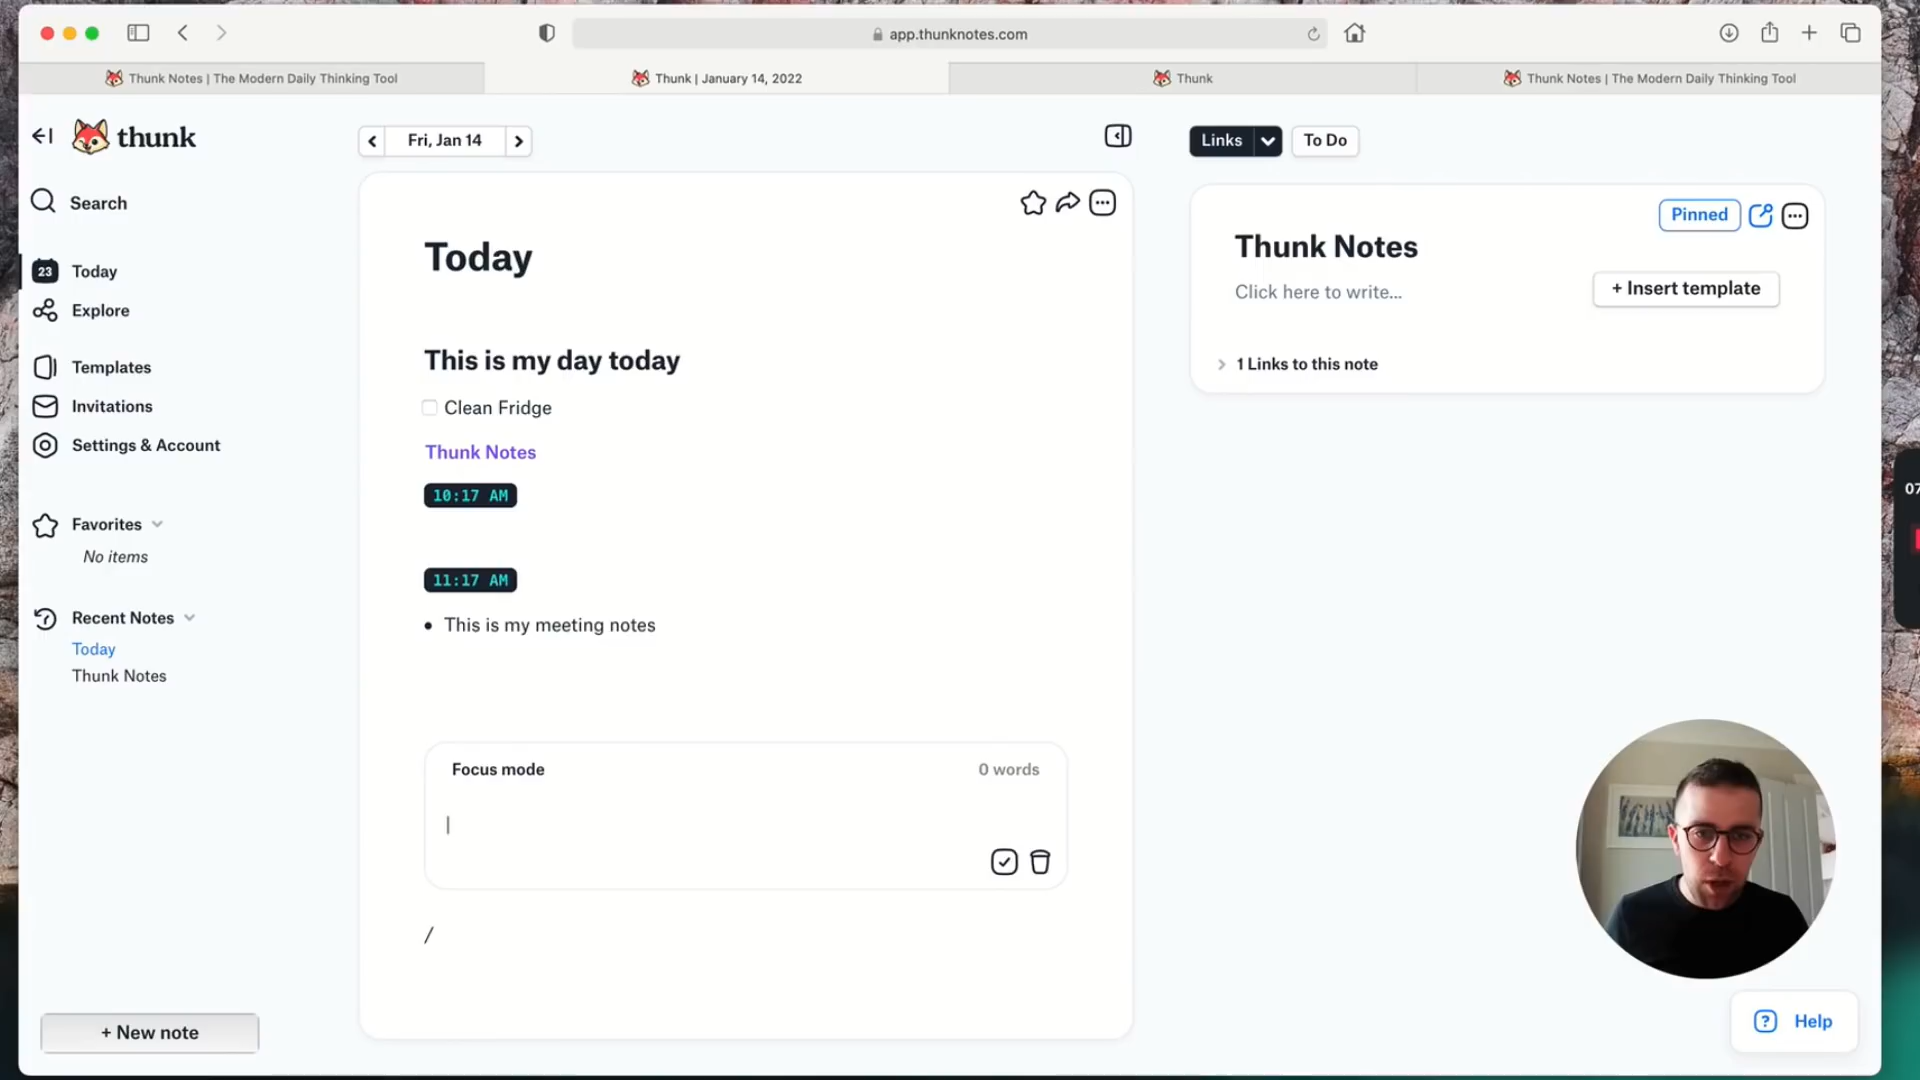 app.thunknotes.com
Thunk Notes | The Modern Daily Thinking Tool
Thunk | January 14, 2022
Thunk
Thunk Notes | The Modern Daily Thinking Tool
thunk
Search
23 Today
Explore
Templates
Invitations
Settings & Account
Favorites
No items
Recent Notes
Today
Thunk Notes
+ New note
Fri, Jan 14
Today
This is my day today
Clean Fridge
Thunk Notes
10:17 AM
11:17 AM
• This is my meeting notes
Focus mode
0 words
/
Links
To Do
Pinned
Thunk Notes
Click here to write...
+ Insert template
1 Links to this note
07
? Help